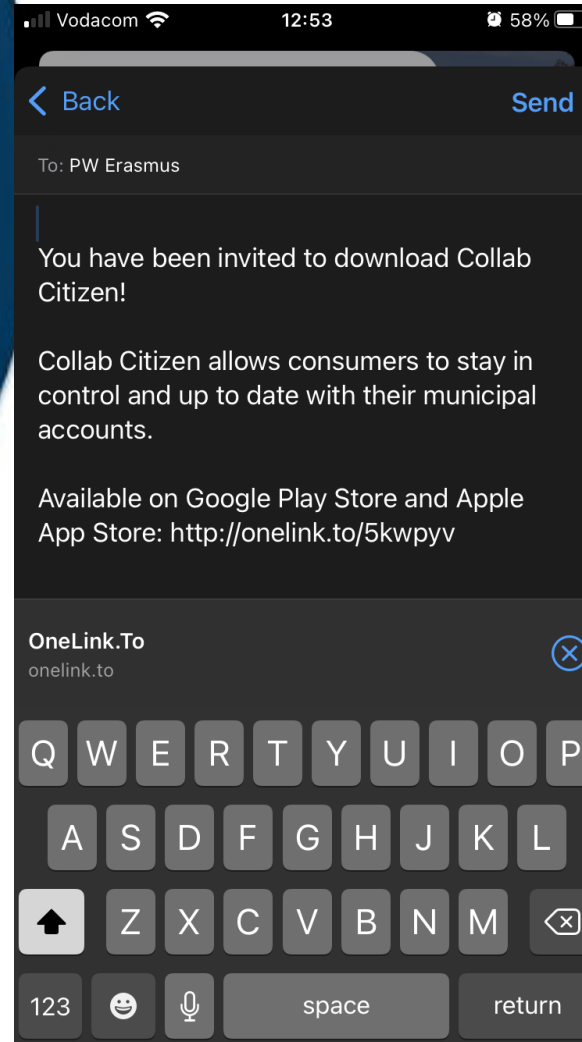 Vodacom 12:53 58%
Back Send
To: PW Erasmus
You have been invited to download Collab
Citizen!
Collab Citizen allows consumers to stay in
control and up to date with their municipal
accounts.
Available on Google Play Store and Apple
App Store: http://onelink.to/5kwpyv
OneLink.To
onelink.to
Q W E R T Y U I O P
A S D F G H J K L
Z X C V B N M
123 space return